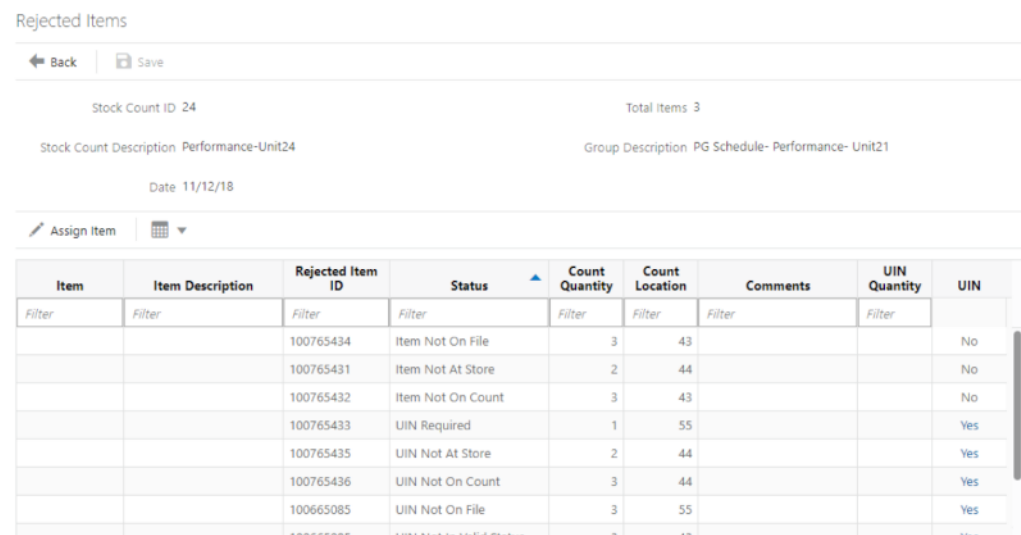 Rejected Items
Back Save
Stock Count ID 24 Total Items 3
Stock Count Description Performance-Unit24 Group Description PG Schedule- Performance- Unit21
Date 11/12/18
Assign Item
Item Item Description Rejected Item ID Status Count Quantity Count Location Comments UIN Quantity UIN
Filter Filter Filter Filter Filter Filter Filter Filter
100765434 Item Not On File 3 43 No
100765431 Item Not At Store 2 44 No
100765432 Item Not On Count 3 43 No
100765433 UIN Required 1 55 Yes
100765435 UIN Not At Store 2 44 Yes
100765436 UIN Not On Count 3 44 Yes
100665085 UIN Not On File 3 55 Yes